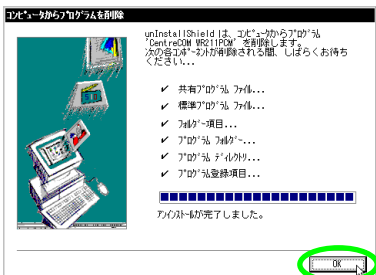 コンピュータからプログラムを削除
unInstallShield は、コンピュータからプログラム
'CentreCOM WR211PCM' を削除します。
次の各コンポーネントが削除される間、しばらくお待ち
ください...
✔ 共有プログラム ファイル...
✔ 標準プログラム ファイル...
✔ フォルダー項目...
✔ プログラム フォルダー...
✔ プログラム ディレクトリ...
✔ プログラム登録項目...
アンインストールが完了しました。
OK